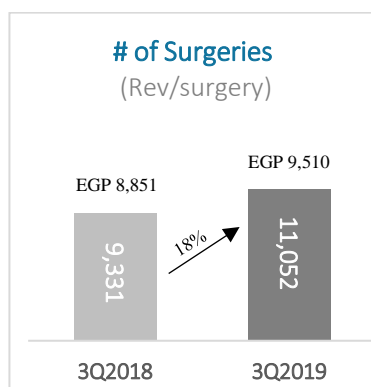 # of Surgeries
(Rev/surgery)
EGP 8,851
EGP 9,510
9,331
18%
11,052
3Q2018
3Q2019